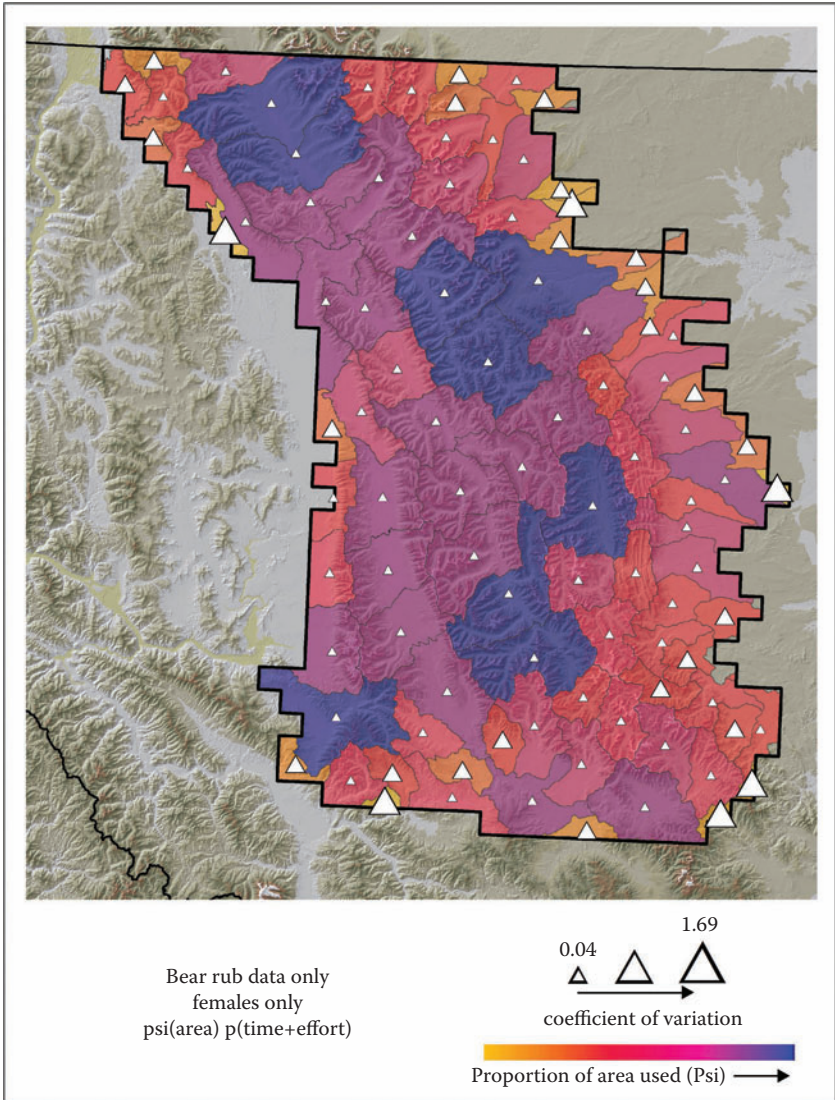 Bear rub data only
females only
psi(area) p(time+effort)
0.04
1.69
coefficient of variation
Proportion of area used (Psi)